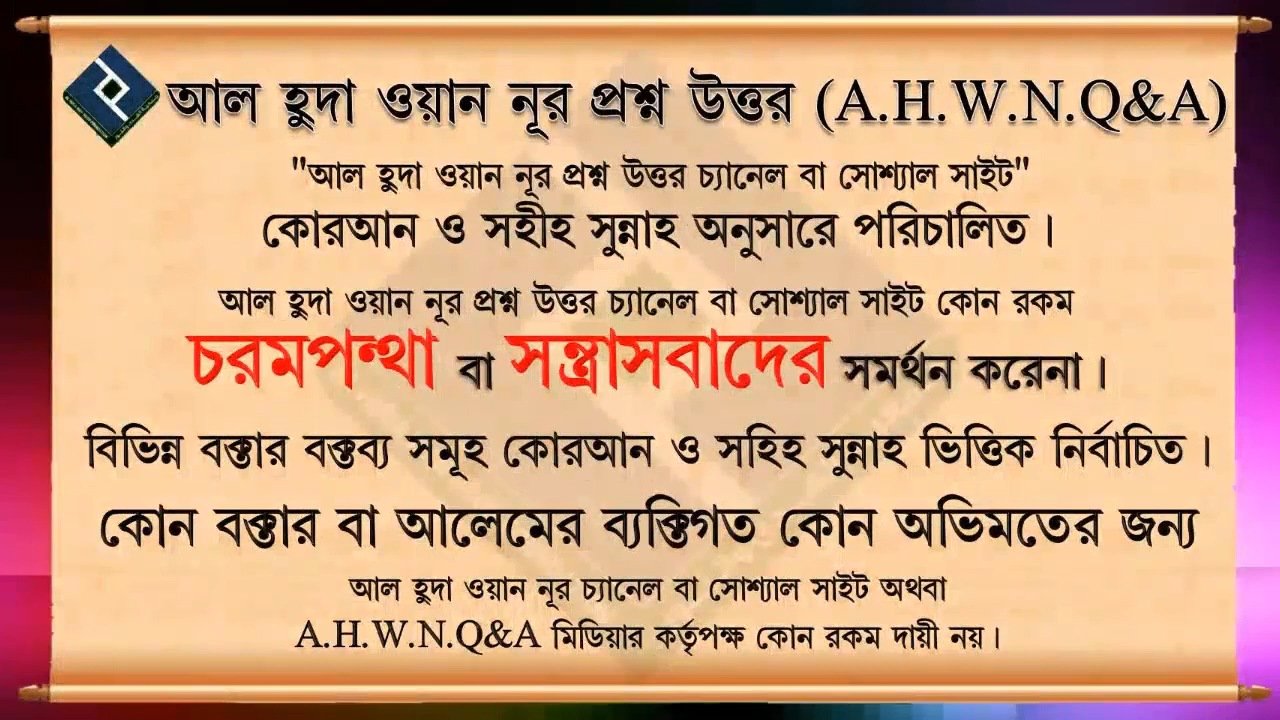 আল হুদা ওয়ান নূর প্রশ্ন উত্তর (A.H.W.N.Q&A)
"আল হুদা ওয়ান নূর প্রশ্ন উত্তর চ্যানেল বা সোশ্যাল সাইট"
কোরআন ও সহীহ সুন্নাহ অনুসারে পরিচালিত।
আল হুদা ওয়ান নূর প্রশ্ন উত্তর চ্যানেল বা সোশ্যাল সাইট কোন রকম
চরমপন্থা বা সন্ত্রাসবাদের সমর্থন করেনা।
বিভিন্ন বক্তার বক্তব্য সমূহ কোরআন ও সহিহ সুন্নাহ ভিত্তিক নির্বাচিত।
কোন বক্তার বা আলেমের ব্যক্তিগত কোন অভিমতের জন্য
আল হুদা ওয়ান নূর চ্যানেল বা সোশ্যাল সাইট অথবা
A.H.W.N.Q&A মিডিয়ার কর্তৃপক্ষ কোন রকম দায়ী নয়।